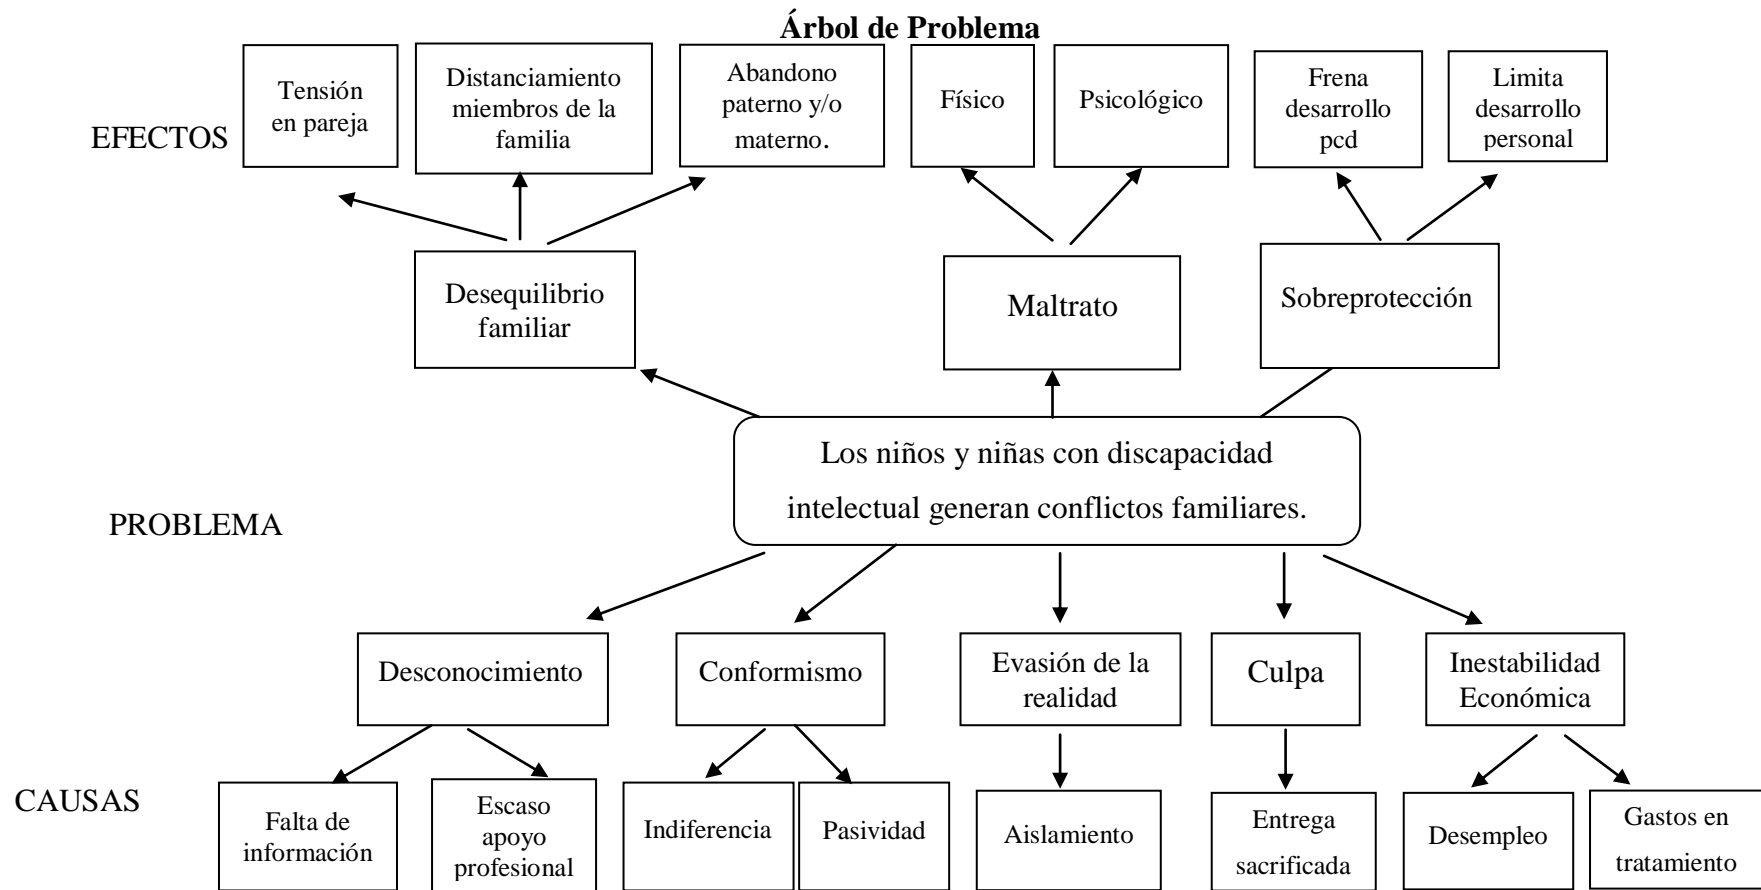 Árbol de Problema
Tensión
en pareja
Distanciamiento
miembros de la
familia
Abandono
paterno y/o
materno.
Físico
Psicológico
Frena
desarrollo
pcd
Limita
desarrollo
personal
EFECTOS
Desequilibrio
familiar
Maltrato
Sobreprotección
Los niños y niñas con discapacidad
intelectual generan conflictos familiares.
PROBLEMA
Desconocimiento
Conformismo
Evasión de la
realidad
Culpa
Inestabilidad
Económica
CAUSAS
Falta de
información
Escaso
apoyo
profesional
Indiferencia
Pasividad
Aislamiento
Entrega
sacrificada
Desempleo
Gastos en
tratamiento